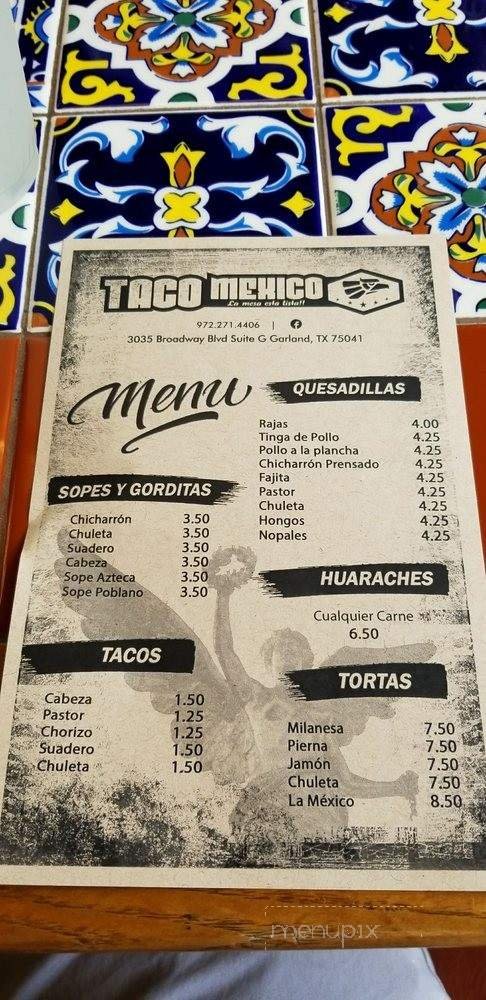 TACO MEXICO
La mesa esta lista!!
972.271.4406 |
3035 Broadway Blvd Suite G Garland, TX 75041
Menu
SOPES Y GORDITAS
Chicharrón 3.50
Chuleta 3.50
Suadero 3.50
Cabeza 3.50
Sope Azteca 3.50
Sope Poblano 3.50
TACOS
Cabeza 1.50
Pastor 1.25
Chorizo 1.25
Suadero 1.50
Chuleta 1.50
QUESADILLAS
Rajas 4.00
Tinga de Pollo 4.25
Pollo a la plancha 4.25
Chicharrón Prensado 4.25
Fajita 4.25
Pastor 4.25
Chuleta 4.25
Hongos 4.25
Nopales 4.25
HUARACHES
Cualquier Carne
6.50
TORTAS
Milanesa 7.50
Pierna 7.50
Jamón 7.50
Chuleta 7.50
La México 8.50
menupix